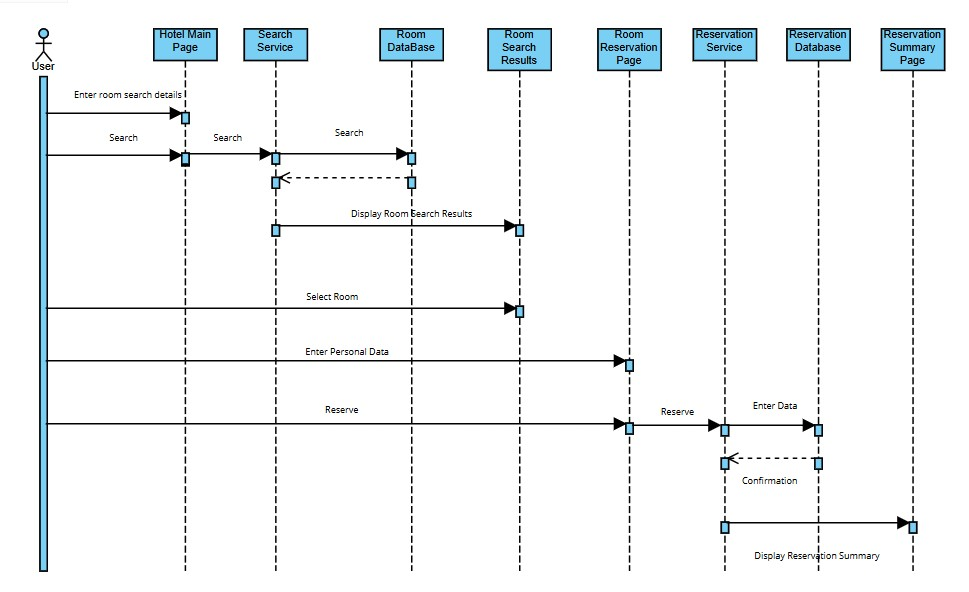 Hotel Main
Page
Search
Service
Room
DataBase
Room
Search
Results
Room
Reservation
Page
Reservation
Service
Reservation
Database
Reservation
Summary
Page
User
Enter room search details
Search
Search
Search
Display Room Search Results
Select Room
Enter Personal Data
Reserve
Reserve
Enter Data
Confirmation
Display Reservation Summary